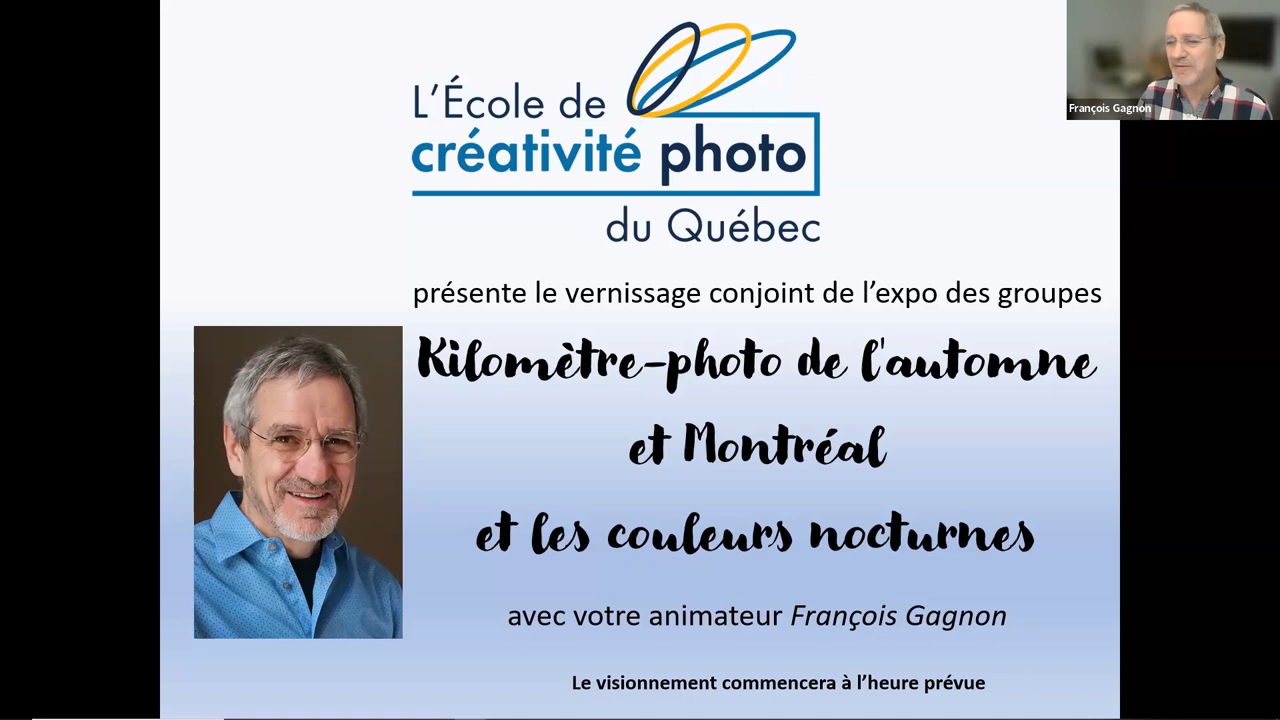 L'École de
créativité photo
du Québec
François Gagnon
présente le vernissage conjoint de l’expo des groupes
Kilomètre-photo de l'automne
et Montréal
et les couleurs nocturnes
avec votre animateur François Gagnon
Le visionnement commencera à l’heure prévue